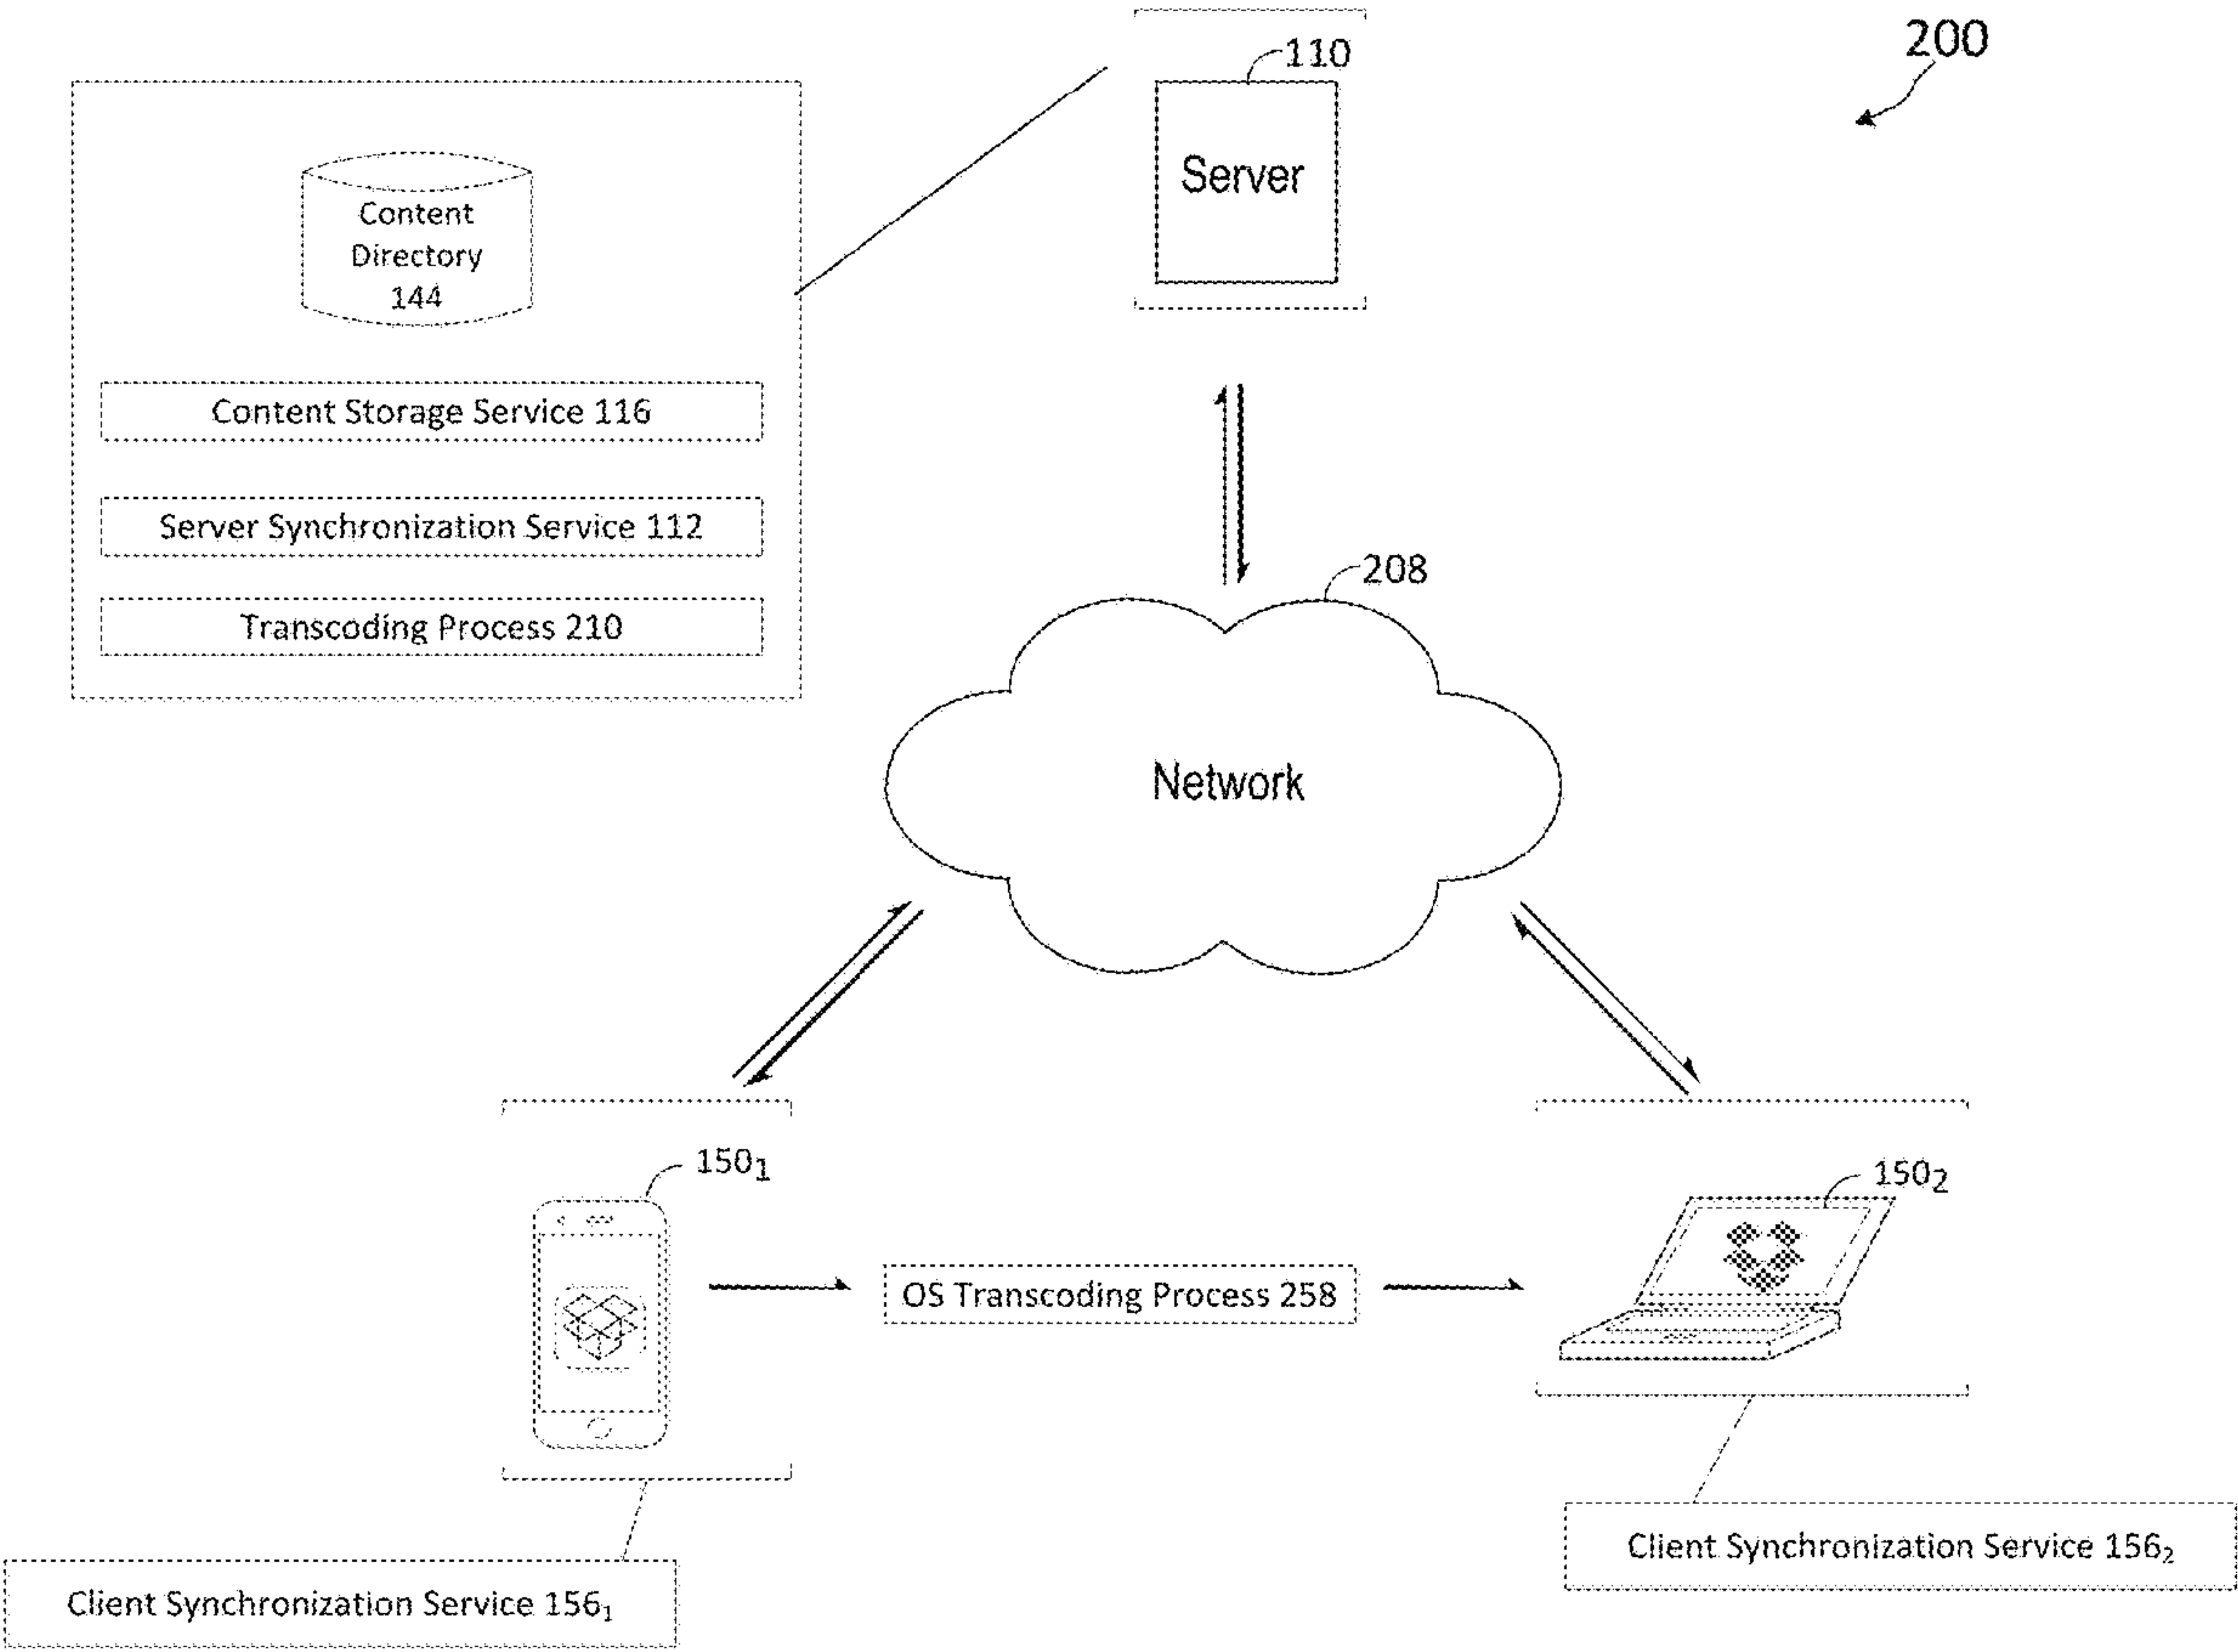 200
110
Server
Content
Directory
144
Content Storage Service 116
Server Synchronization Service 112
Transcoding Process 210
208
Network
150₁
150₂
OS Transcoding Process 258
Client Synchronization Service 156₂
Client Synchronization Service 156₁